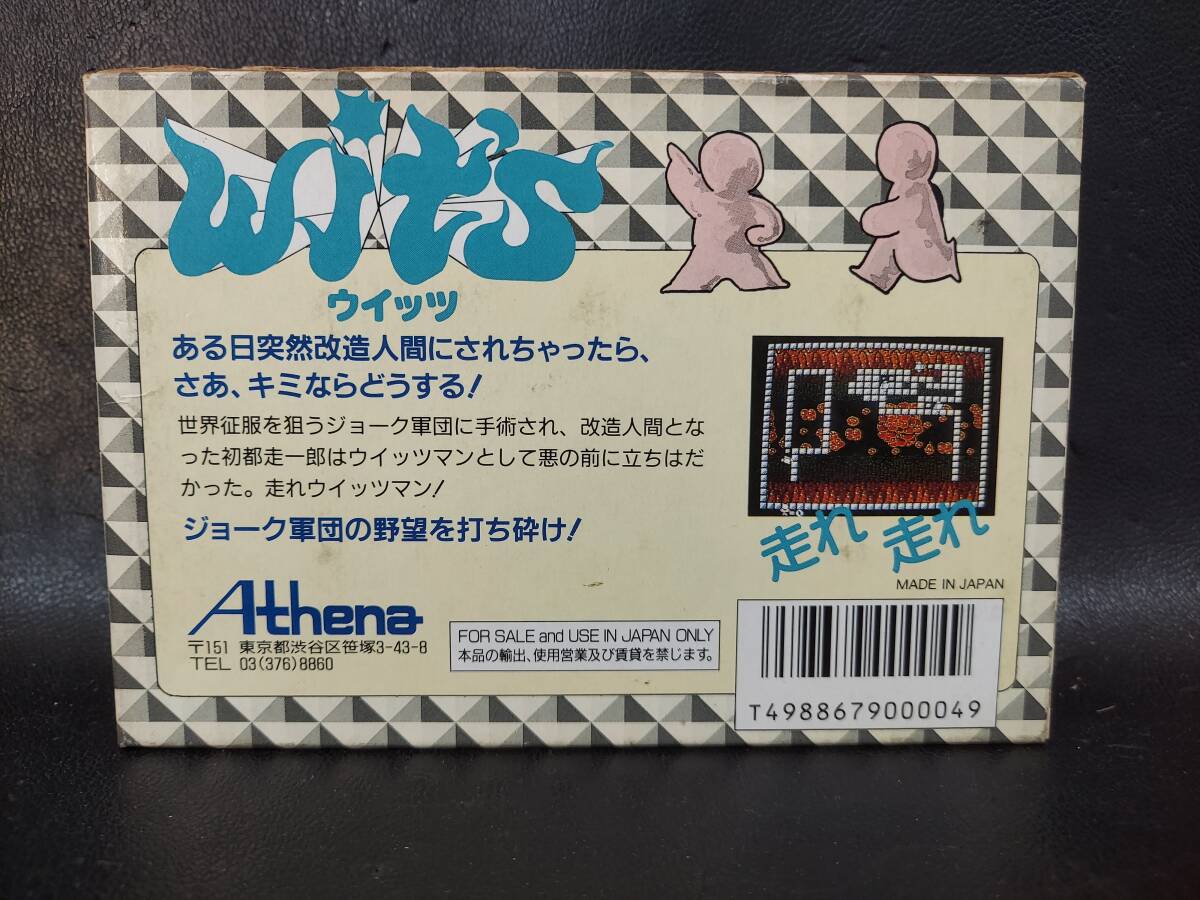 wit's
ウイッツ
ある日突然改造人間にされちゃったら、
さあ、キミならどうする!
世界征服を狙うジョーク軍団に手術され、改造人間とな
った初都走一郎はウイッツマンとして悪の前に立ちはだ
かった。走れウイッツマン!
ジョーク軍団の野望を打ち砕け!
走れ 走れ
MADE IN JAPAN
Athena
〒151 東京都渋谷区笹塚3-43-8
TEL 03(376)8860
FOR SALE and USE IN JAPAN ONLY
本品の輸出、使用営業及び賃貸を禁じます。
T4988679000049